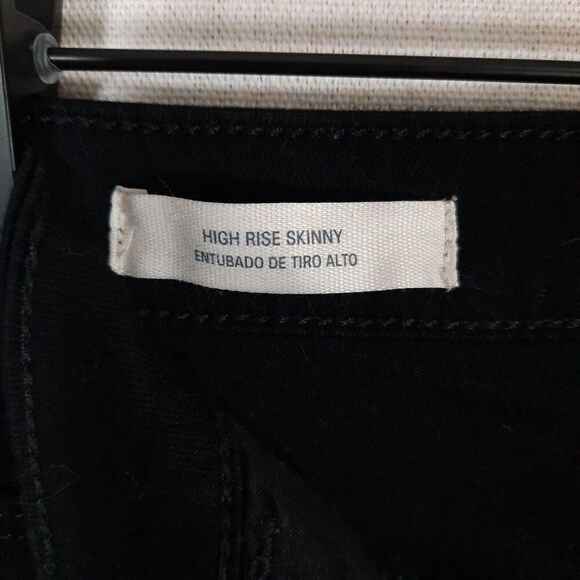 HIGH RISE SKINNY
ENTUBADO DE TIRO ALTO